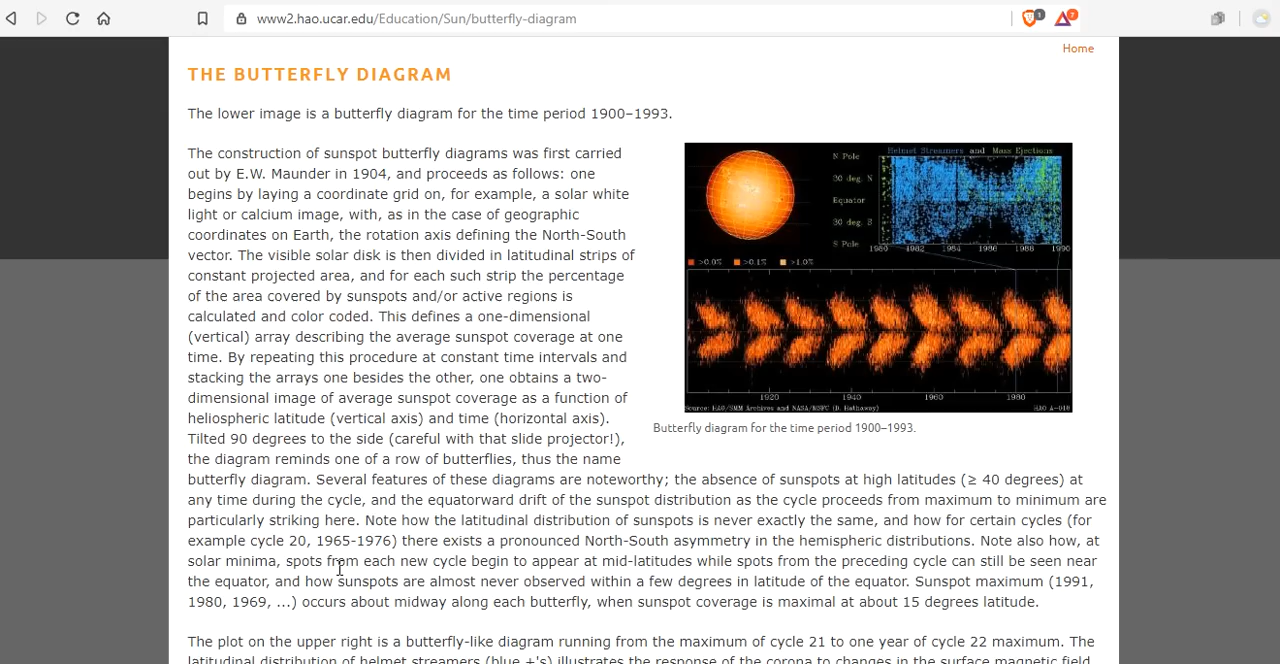 www2.hao.ucar.edu/Education/Sun/butterfly-diagram
1
2
Home
THE BUTTERFLY DIAGRAM
The lower image is a butterfly diagram for the time period 1900–1993.
The construction of sunspot butterfly diagrams was first carried
out by E.W. Maunder in 1904, and proceeds as follows: one
begins by laying a coordinate grid on, for example, a solar white
light or calcium image, with, as in the case of geographic
coordinates on Earth, the rotation axis defining the North-South
vector. The visible solar disk is then divided in latitudinal strips of
constant projected area, and for each such strip the percentage
of the area covered by sunspots and/or active regions is
calculated and color coded. This defines a one-dimensional
(vertical) array describing the average sunspot coverage at one
time. By repeating this procedure at constant time intervals and
stacking the arrays one besides the other, one obtains a two-
dimensional image of average sunspot coverage as a function of
heliospheric latitude (vertical axis) and time (horizontal axis).
Tilted 90 degrees to the side (careful with that slide projector!),
the diagram reminds one of a row of butterflies, thus the name
butterfly diagram. Several features of these diagrams are noteworthy; the absence of sunspots at high latitudes (≥ 40 degrees) at
any time during the cycle, and the equatorward drift of the sunspot distribution as the cycle proceeds from maximum to minimum are
particularly striking here. Note how the latitudinal distribution of sunspots is never exactly the same, and how for certain cycles (for
example cycle 20, 1965-1976) there exists a pronounced North-South asymmetry in the hemispheric distributions. Note also how, at
solar minima, spots from each new cycle begin to appear at mid-latitudes while spots from the preceding cycle can still be seen near
the equator, and how sunspots are almost never observed within a few degrees in latitude of the equator. Sunspot maximum (1991,
1980, 1969, ...) occurs about midway along each butterfly, when sunspot coverage is maximal at about 15 degrees latitude.
Helmet Streamers and Mass Ejections
N Pole
30 deg. N
Equator
30 deg. S
S Pole
1980 1982 1984 1986 1988 1990
>0.0% >0.1% >1.0%
1920 1940 1960 1980
Source: HAO/SMM Archives and NASA/MSFC (D. Hathaway) HAO A-018
Butterfly diagram for the time period 1900–1993.
The plot on the upper right is a butterfly-like diagram running from the maximum of cycle 21 to one year of cycle 22 maximum. The
latitudinal distribution of helmet streamers (blue +'s) illustrates the response of the corona to changes in the surface magnetic field